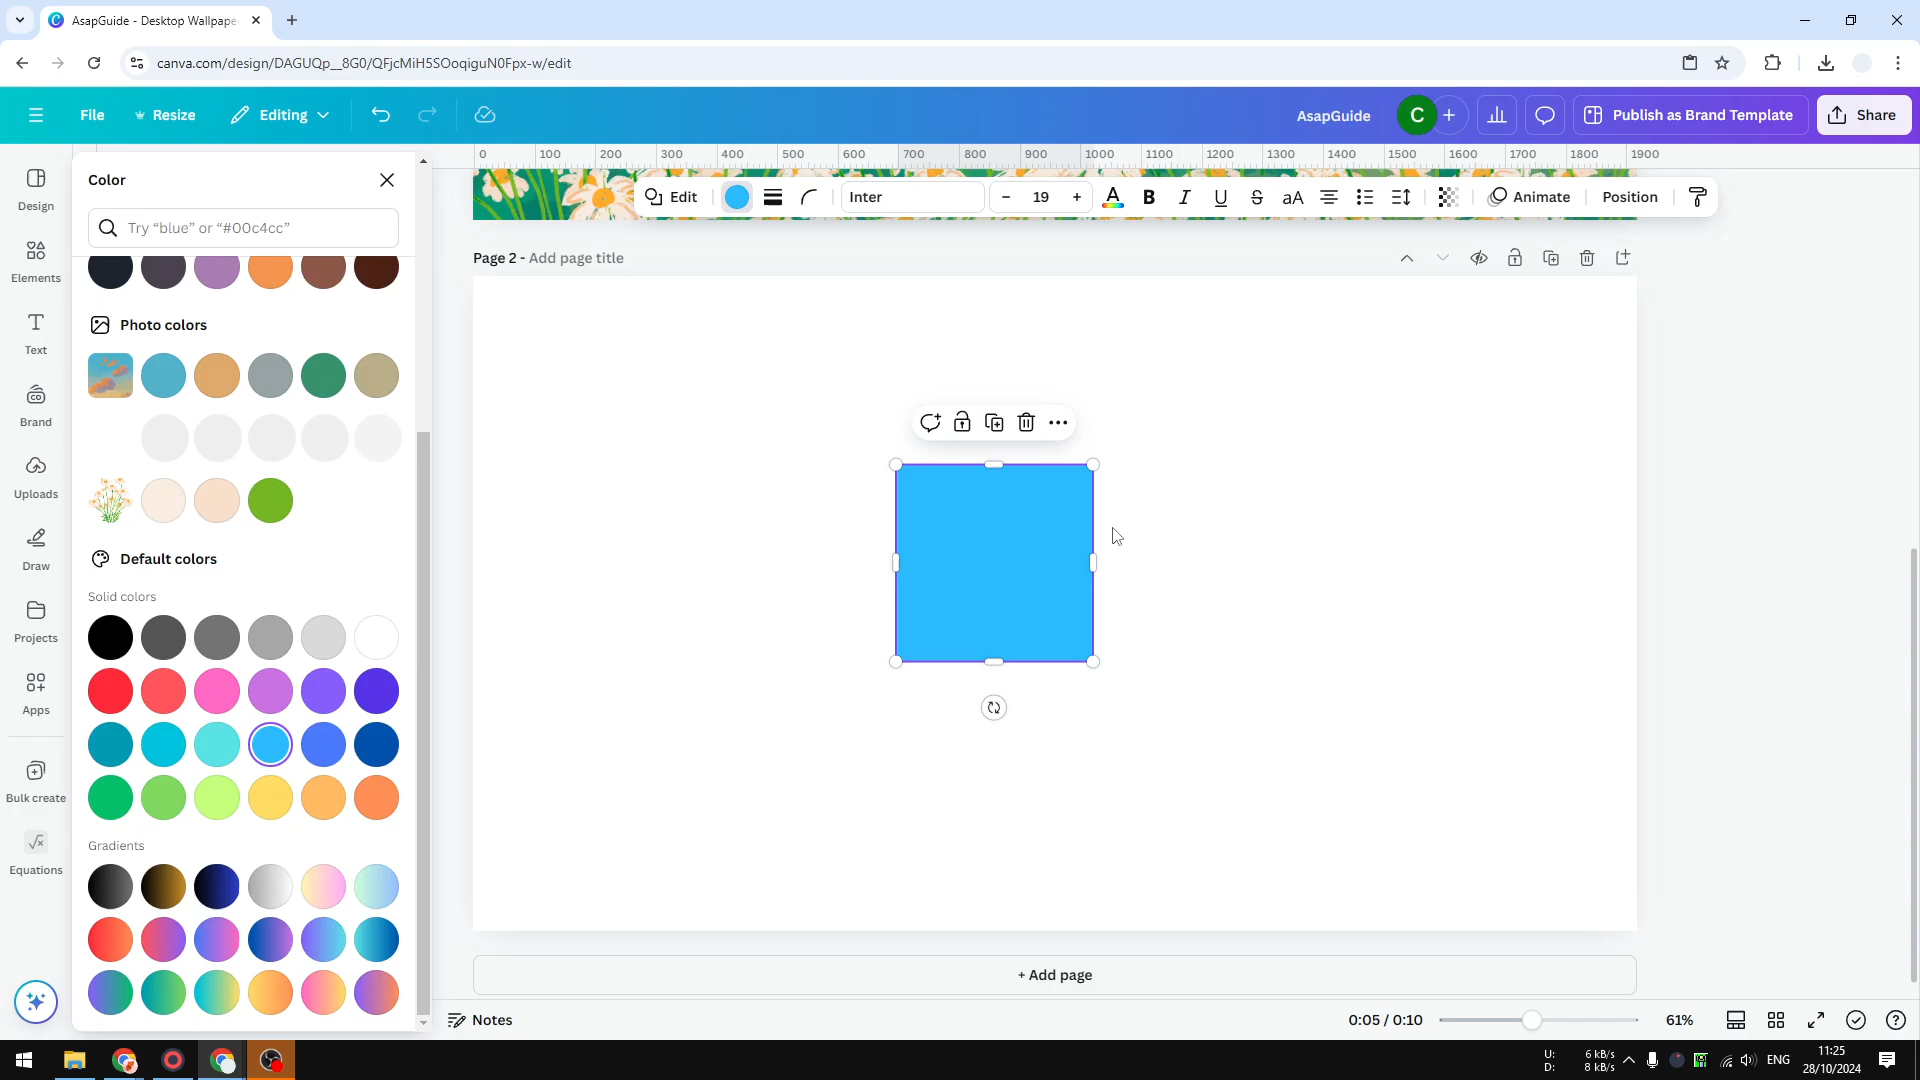 AsapGuide - Desktop Wallpape
canva.com/design/DAGUQp__8G0/QFjcMiH5SOoqiguN0Fpx-w/edit
File
Resize
Editing
AsapGuide
C
Publish as Brand Template
Share
0 100 200 300 400 500 600 700 800 900 1000 1100 1200 1300 1400 1500 1600 1700 1800 1900
Design
Elements
Text
Brand
Uploads
Draw
Projects
Apps
Bulk create
Equations
Color
Try “blue” or “#00c4cc”
Photo colors
Default colors
Solid colors
Gradients
Edit
Inter
- 19 +
A B I U S aA
Animate
Position
Page 2 - Add page title
+ Add page
Notes
0:05 / 0:10
61%
U: 6 kB/s
D: 8 kB/s
ENG
11:25
28/10/2024